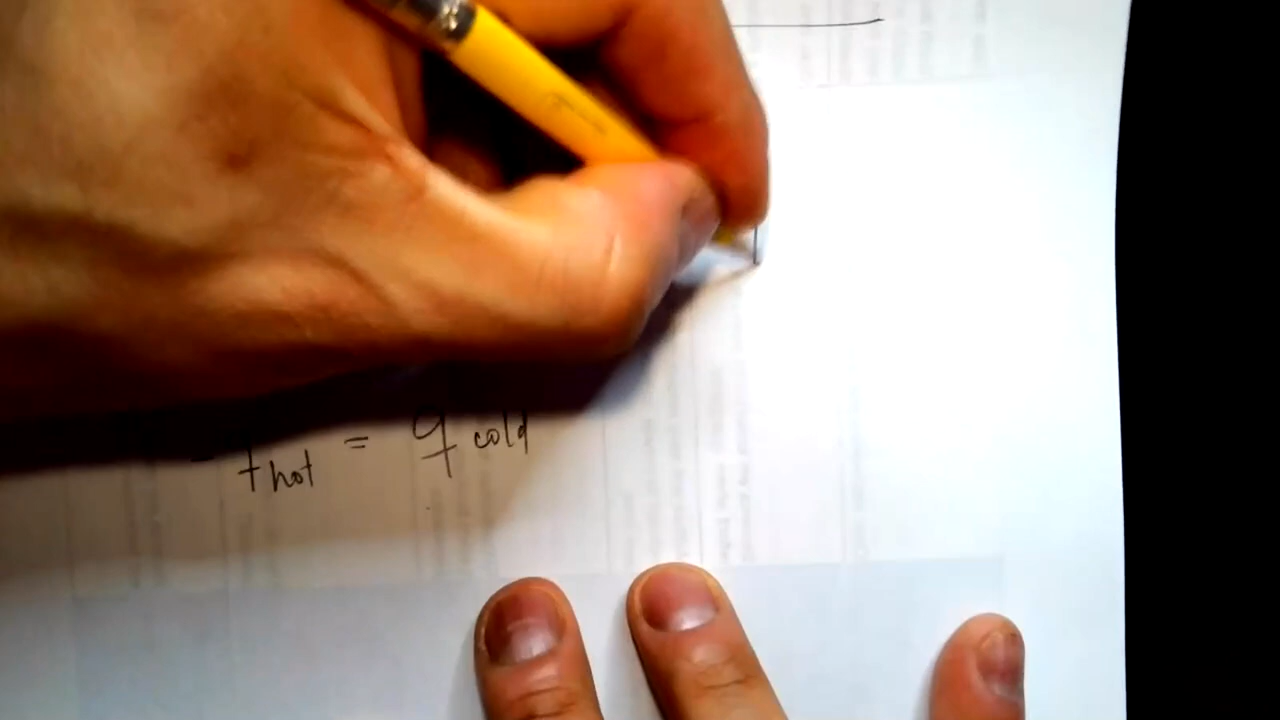 - q hot = q cold